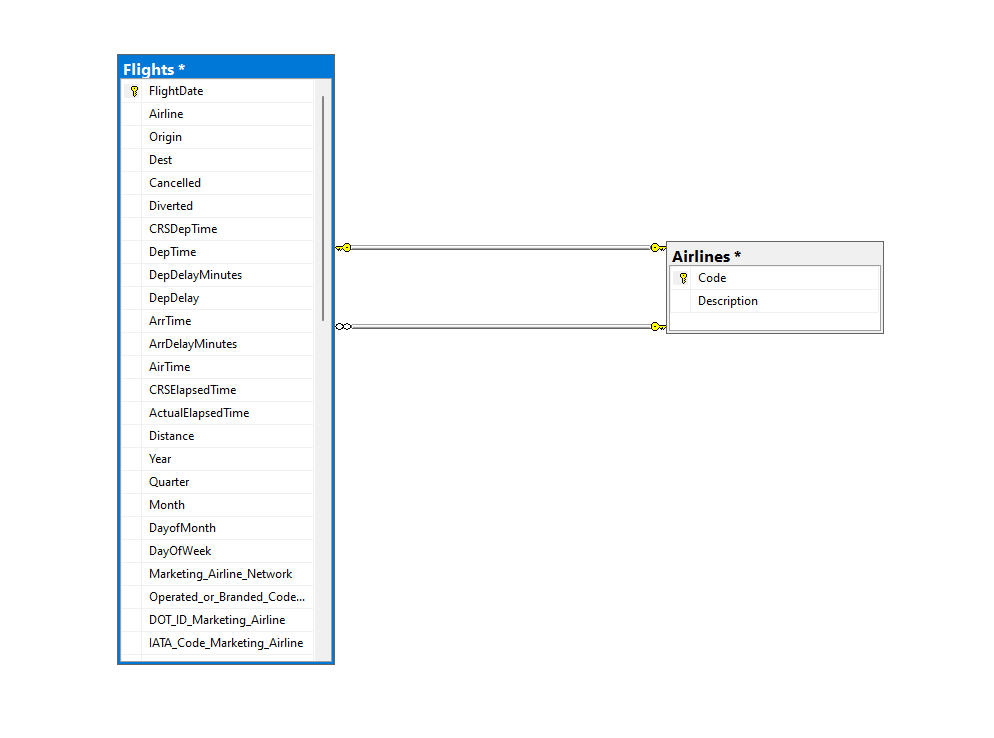 Flights *
FlightDate
Airline
Origin
Dest
Cancelled
Diverted
CRSDepTime
DepTime
DepDelayMinutes
DepDelay
ArrTime
ArrDelayMinutes
AirTime
CRSElapsedTime
ActualElapsedTime
Distance
Year
Quarter
Month
DayofMonth
DayOfWeek
Marketing_Airline_Network
Operated_or_Branded_Code...
DOT_ID_Marketing_Airline
IATA_Code_Marketing_Airline
Airlines *
Code
Description